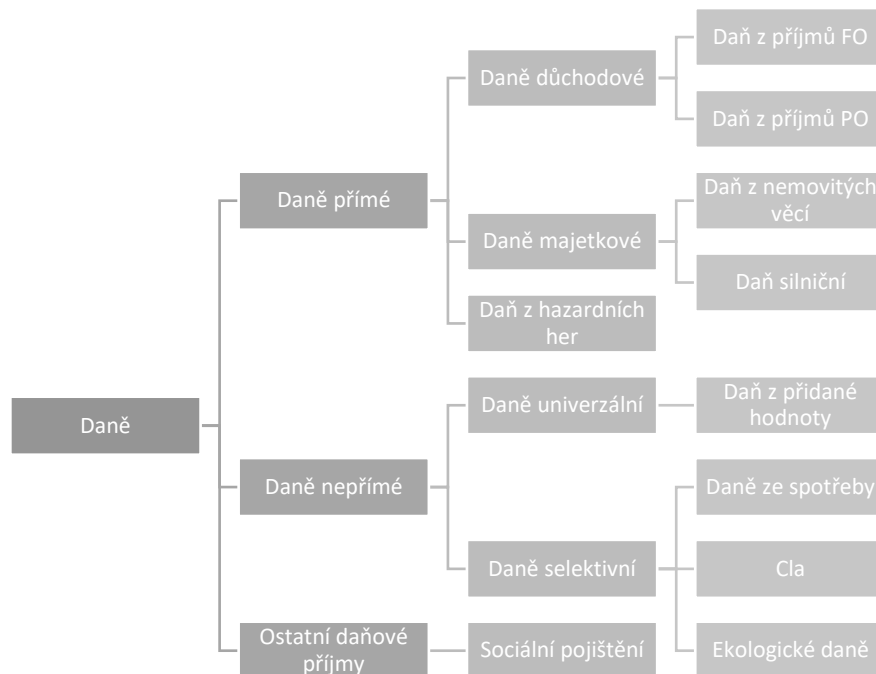 Daně
Daně přímé
Daně důchodové
Daň z příjmů FO
Daň z příjmů PO
Daně majetkové
Daň z nemovitých
věcí
Daň silniční
Daň z hazardních
her
Daně nepřímé
Daně univerzální
Daň z přidané
hodnoty
Daně selektivní
Daně ze spotřeby
Cla
Ekologické daně
Ostatní daňové
příjmy
Sociální pojištění